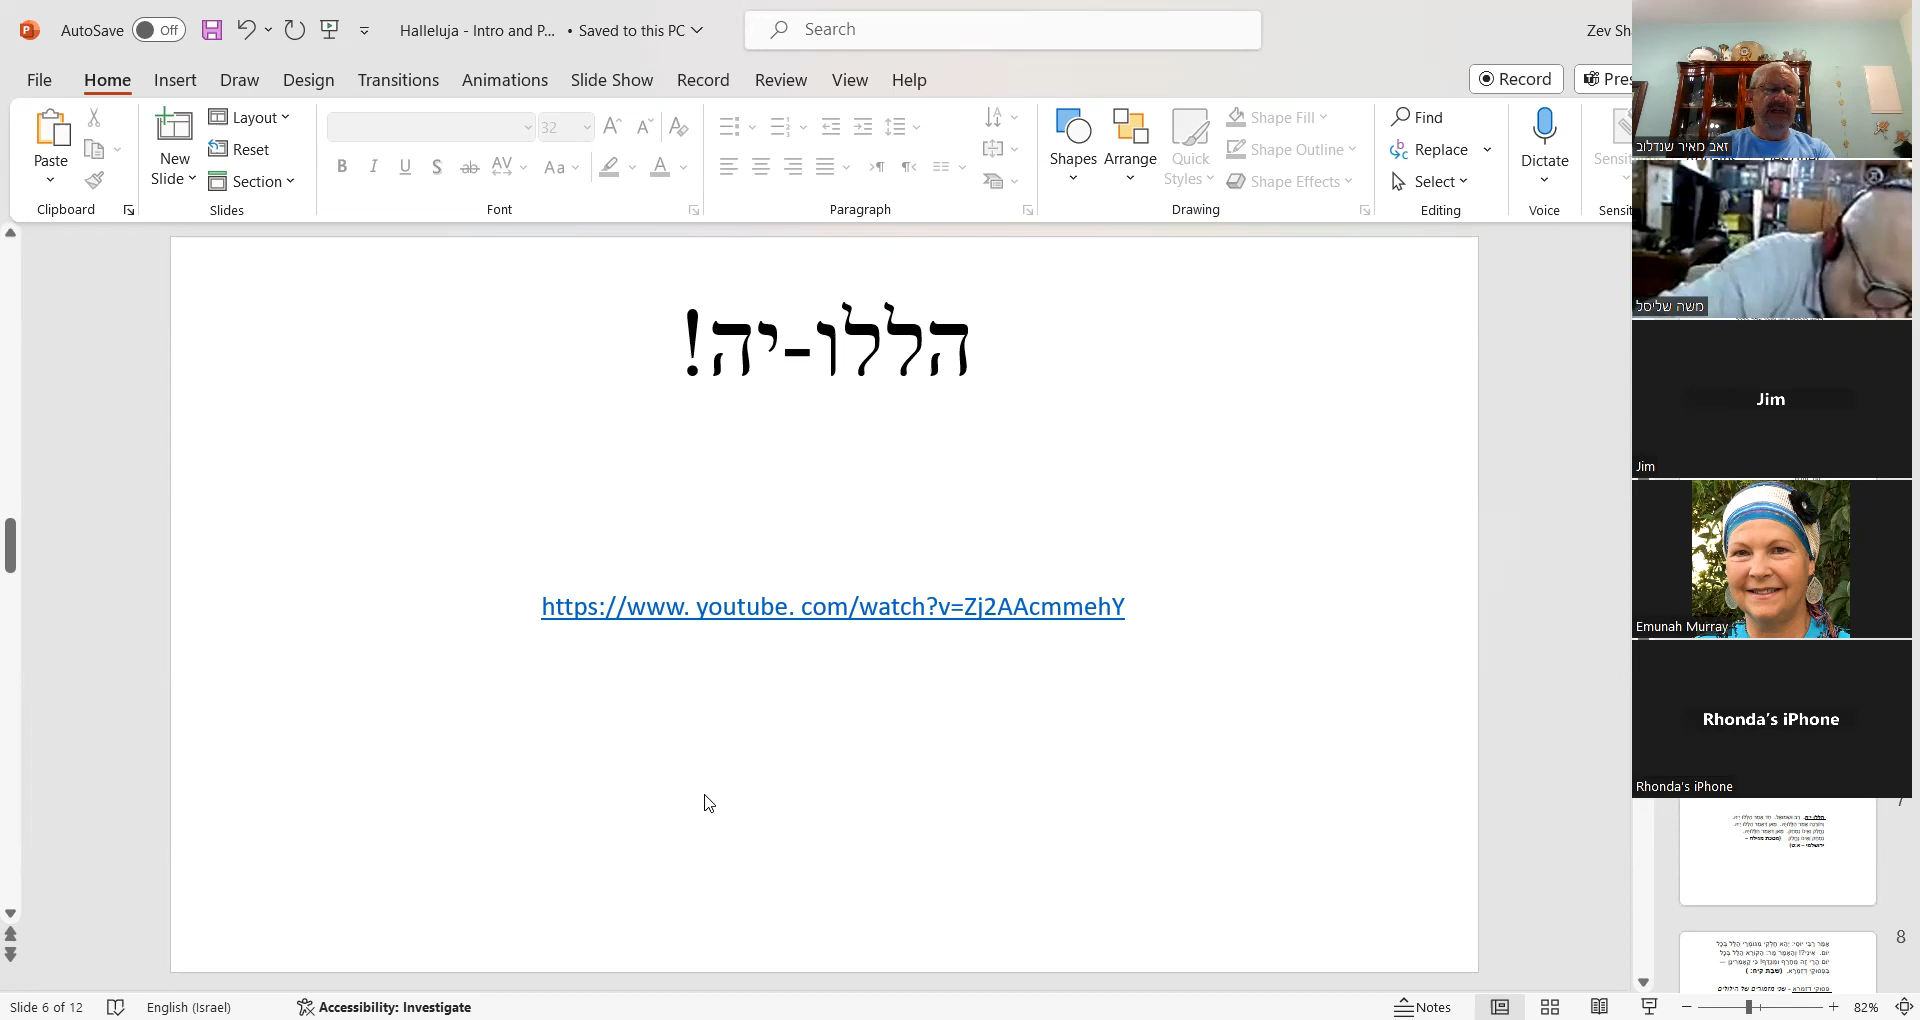 AutoSave Off Halleluja - Intro and P... • Saved to this PC Search Zev Sh
File Home Insert Draw Design Transitions Animations Slide Show Record Review View Help Record Pres
Paste
Clipboard
New Slide
Layout
Reset
Section
Slides
32
Font
Paragraph
Shapes
Arrange
Quick Styles
Shape Fill
Shape Outline
Shape Effects
Drawing
Find
Replace
Select
Editing
Dictate
Voice
Sensit
הללו-יה!
https://www. youtube. com/watch?v=Zj2AAcmmehY
זאב מאיר שנדלוב
משה שליסל
Jim
Jim
Emunah Murray
Rhonda's iPhone
Rhonda's iPhone
7
8
Slide 6 of 12 English (Israel) Accessibility: Investigate Notes 82%